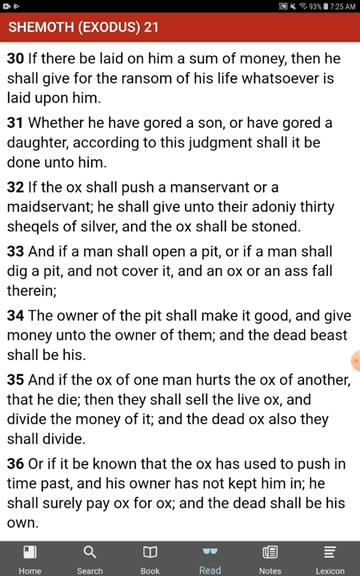 93% 7:25 AM
SHEMOTH (EXODUS) 21
30 If there be laid on him a sum of money, then he
shall give for the ransom of his life whatsoever is
laid upon him.
31 Whether he have gored a son, or have gored a
daughter, according to this judgment shall it be
done unto him.
32 If the ox shall push a manservant or a
maidservant; he shall give unto their adoniy thirty
sheqels of silver, and the ox shall be stoned.
33 And if a man shall open a pit, or if a man shall
dig a pit, and not cover it, and an ox or an ass fall
therein;
34 The owner of the pit shall make it good, and give
money unto the owner of them; and the dead beast
shall be his.
35 And if the ox of one man hurts the ox of another,
that he die; then they shall sell the live ox, and
divide the money of it; and the dead ox also they
shall divide.
36 Or if it be known that the ox has used to push in
time past, and his owner has not kept him in; he
shall surely pay ox for ox; and the dead shall be his
own.
Home Search Book Read Notes Lexicon